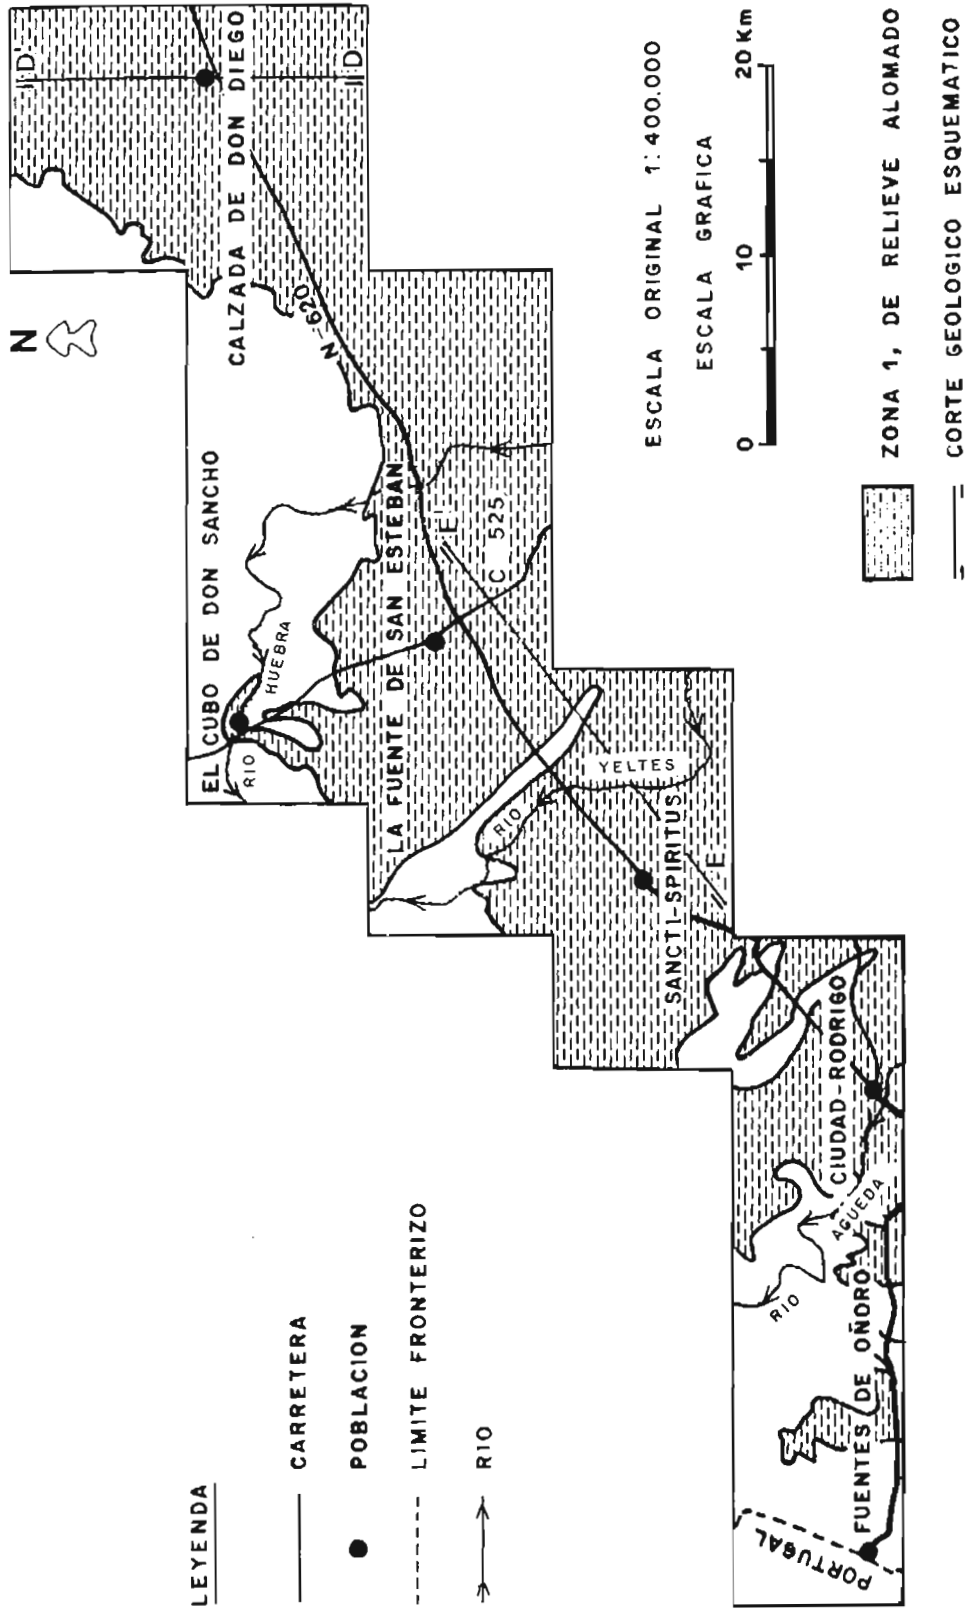 N
D'
D
CALZADA DE DON DIEGO
N-620
EL CUBO DE DON SANCHO
HUEBRA
RIO
LA FUENTE DE SAN ESTEBAN
E'
C 525
RIO
YELTES
SANCTI-SPIRITUS
E
CIUDAD-RODRIGO
AGUEDA
RIO
FUENTES DE OÑORO
PORTUGAL
LEYENDA
CARRETERA
POBLACION
LIMITE FRONTERIZO
RIO
ESCALA ORIGINAL 1:400.000
ESCALA GRAFICA
0 10 20 Km
ZONA 1, DE RELIEVE ALOMADO
CORTE GEOLOGICO ESQUEMATICO